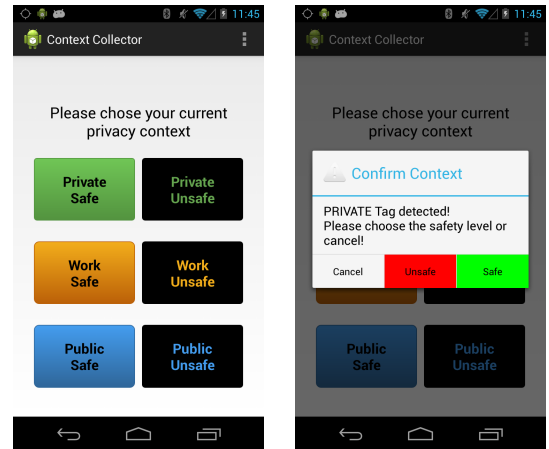 11:45
Context Collector
Please chose your current
privacy context
Private
Safe
Private
Unsafe
Work
Safe
Work
Unsafe
Public
Safe
Public
Unsafe
11:45
Context Collector
Please chose your current
privacy context
Confirm Context
PRIVATE Tag detected!
Please choose the safety level or
cancel!
Cancel
Unsafe
Safe
Public
Safe
Public
Unsafe